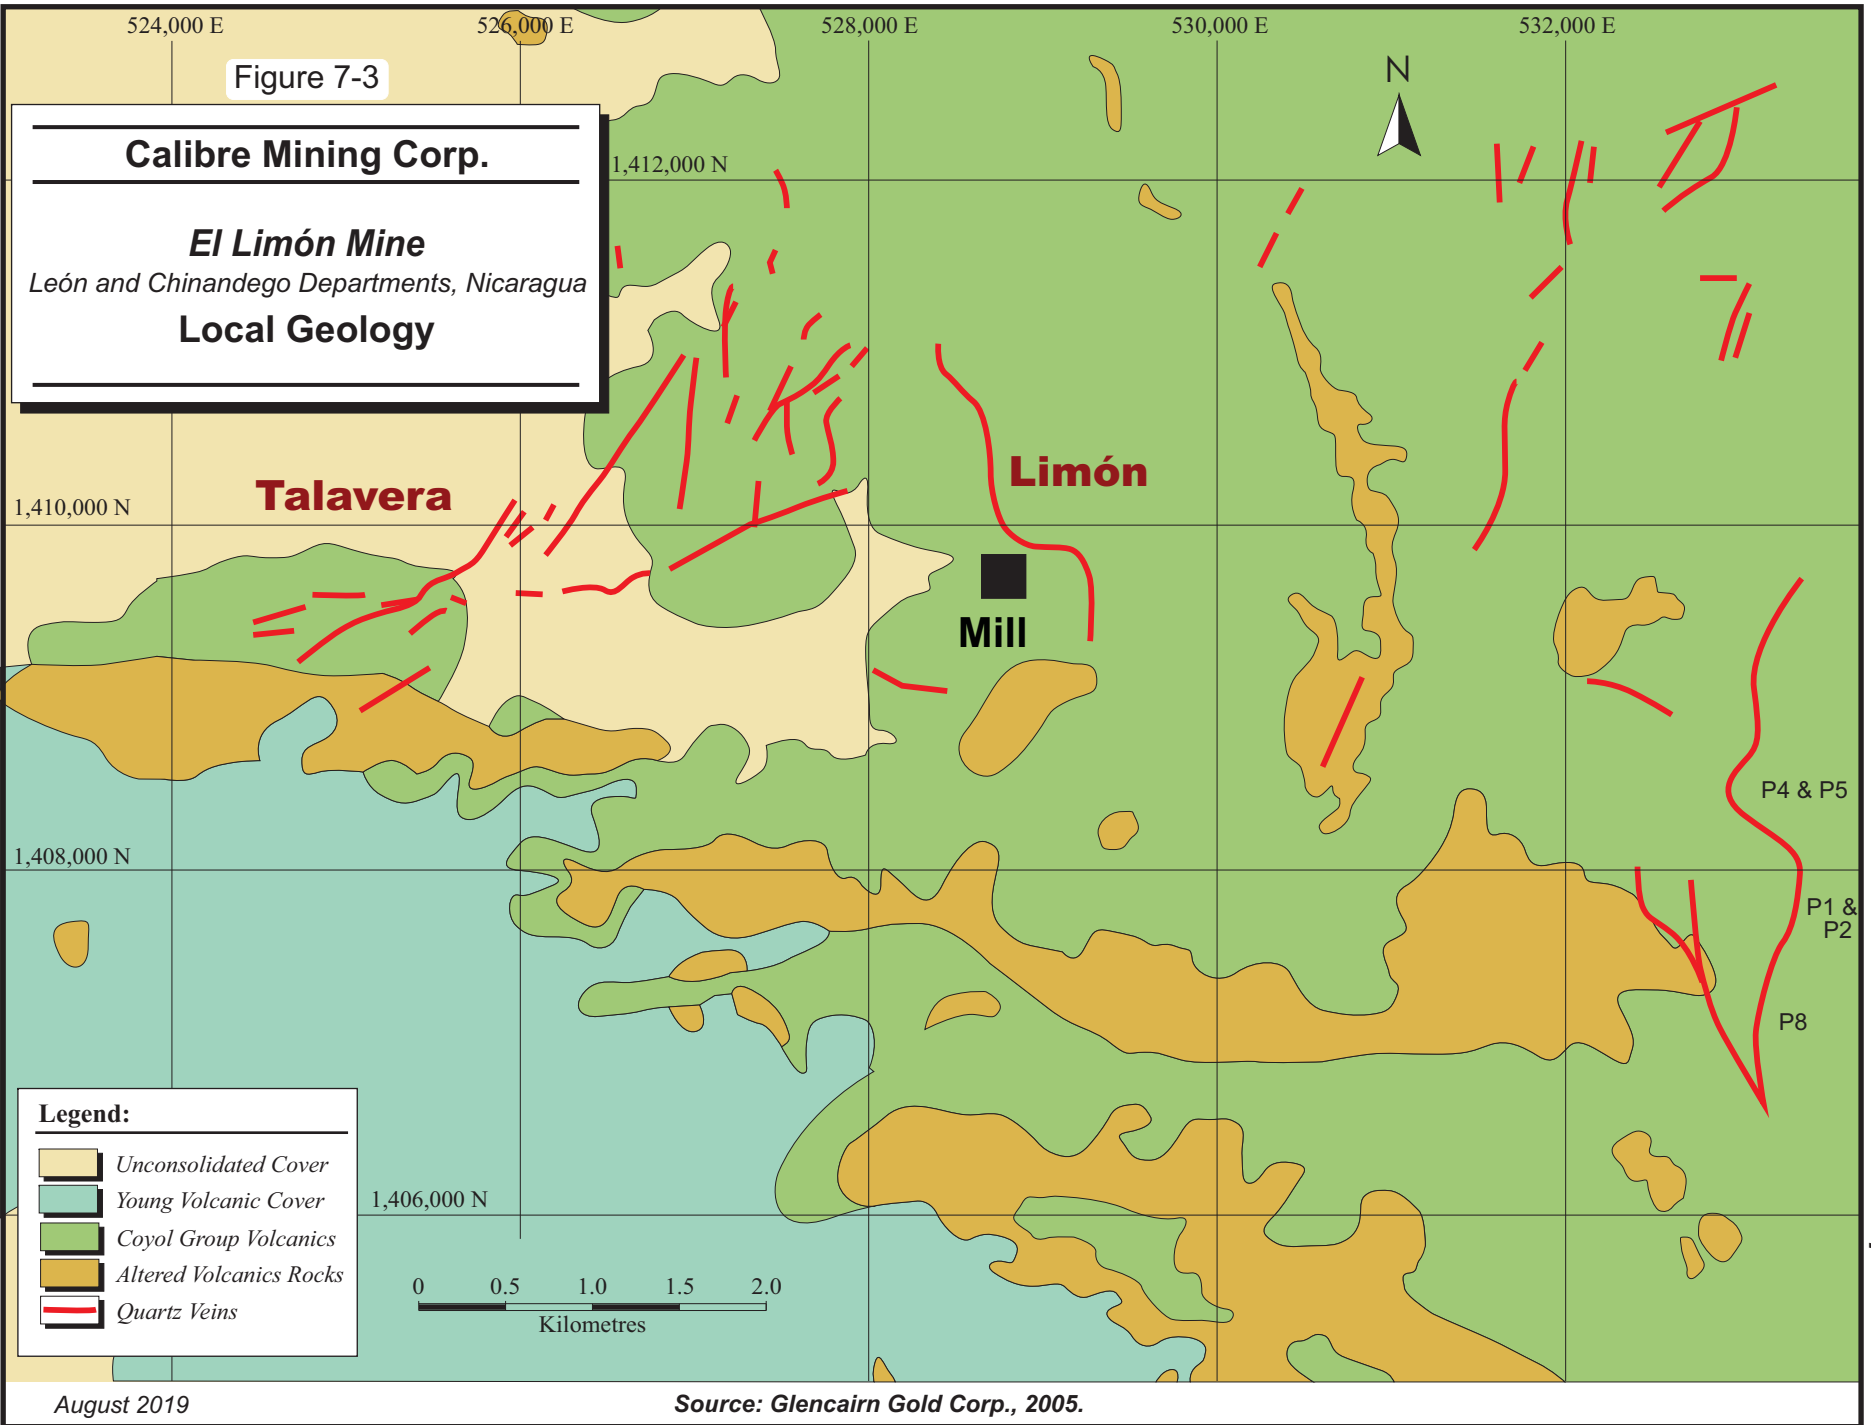 524,000 E
526,000 E
528,000 E
530,000 E
532,000 E
Figure 7-3
N
Calibre Mining Corp.
1,412,000 N
El Limón Mine
León and Chinandego Departments, Nicaragua
Local Geology
Limón
Talavera
1,410,000 N
Mill
P4 & P5
1,408,000 N
P1 &
P2
P8
Legend:
Unconsolidated Cover
Young Volcanic Cover
1,406,000 N
Coyol Group Volcanics
Altered Volcanics Rocks
0 0.5 1.0 1.5 2.0
Quartz Veins
Kilometres
August 2019
Source: Glencairn Gold Corp., 2005.